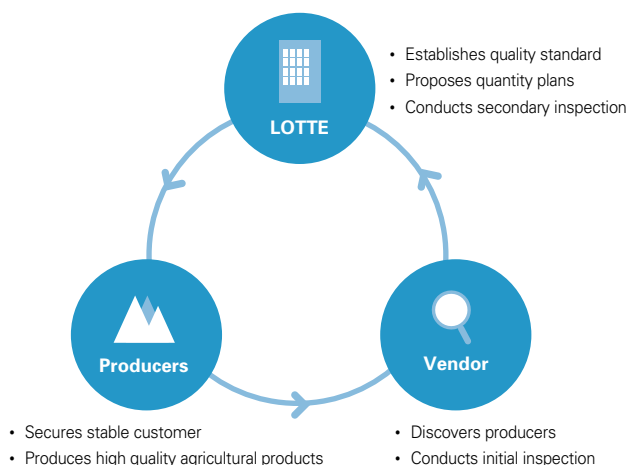 LOTTE
• Establishes quality standard
• Proposes quantity plans
• Conducts secondary inspection
Producers
• Secures stable customer
• Produces high quality agricultural products
Vendor
• Discovers producers
• Conducts initial inspection